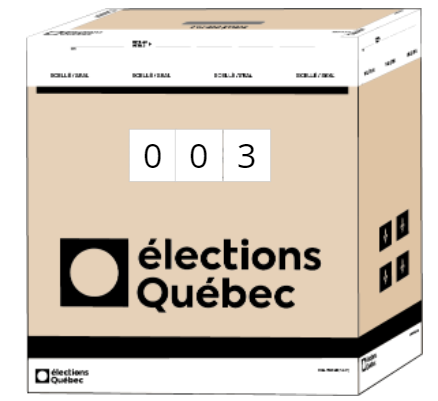 SCELLÉ / SEAL SCELLÉ / SEAL SCELLÉ / SEAL SCELLÉ / SEAL
0 0 3
élections
Québec
élections
Québec